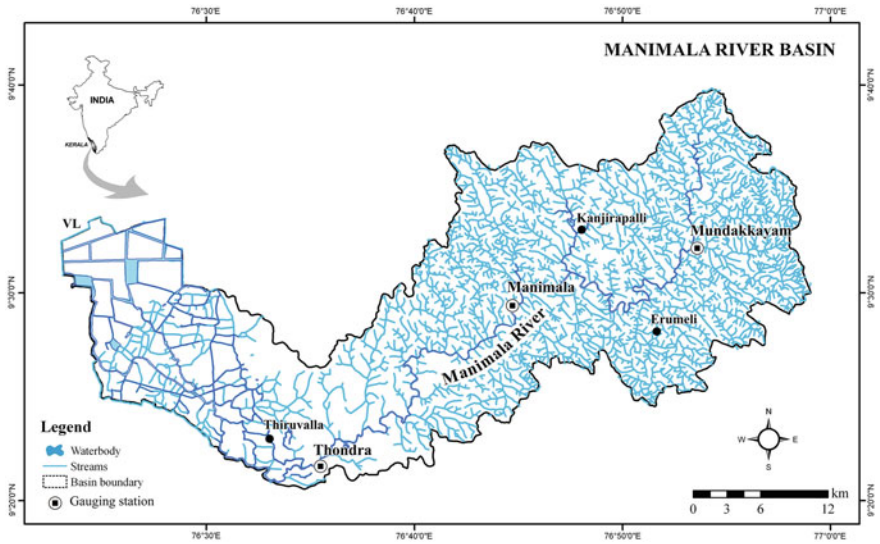 76°30'0"E 76°40'0"E 76°50'0"E 77°0'0"E
MANIMALA RIVER BASIN
9°40'0"N 9°40'0"N
INDIA
KERALA
VL
Kanjirapalli
Mundakkayam
9°30'0"N 9°30'0"N
Manimala
Erumeli
Manimala River
Legend
Waterbody
Streams
Basin boundary
Gauging station
Thiruvalla
Thondra
N
W E
S
km
0 3 6 12
9°20'0"N 9°20'0"N
76°30'0"E 76°40'0"E 76°50'0"E 77°0'0"E